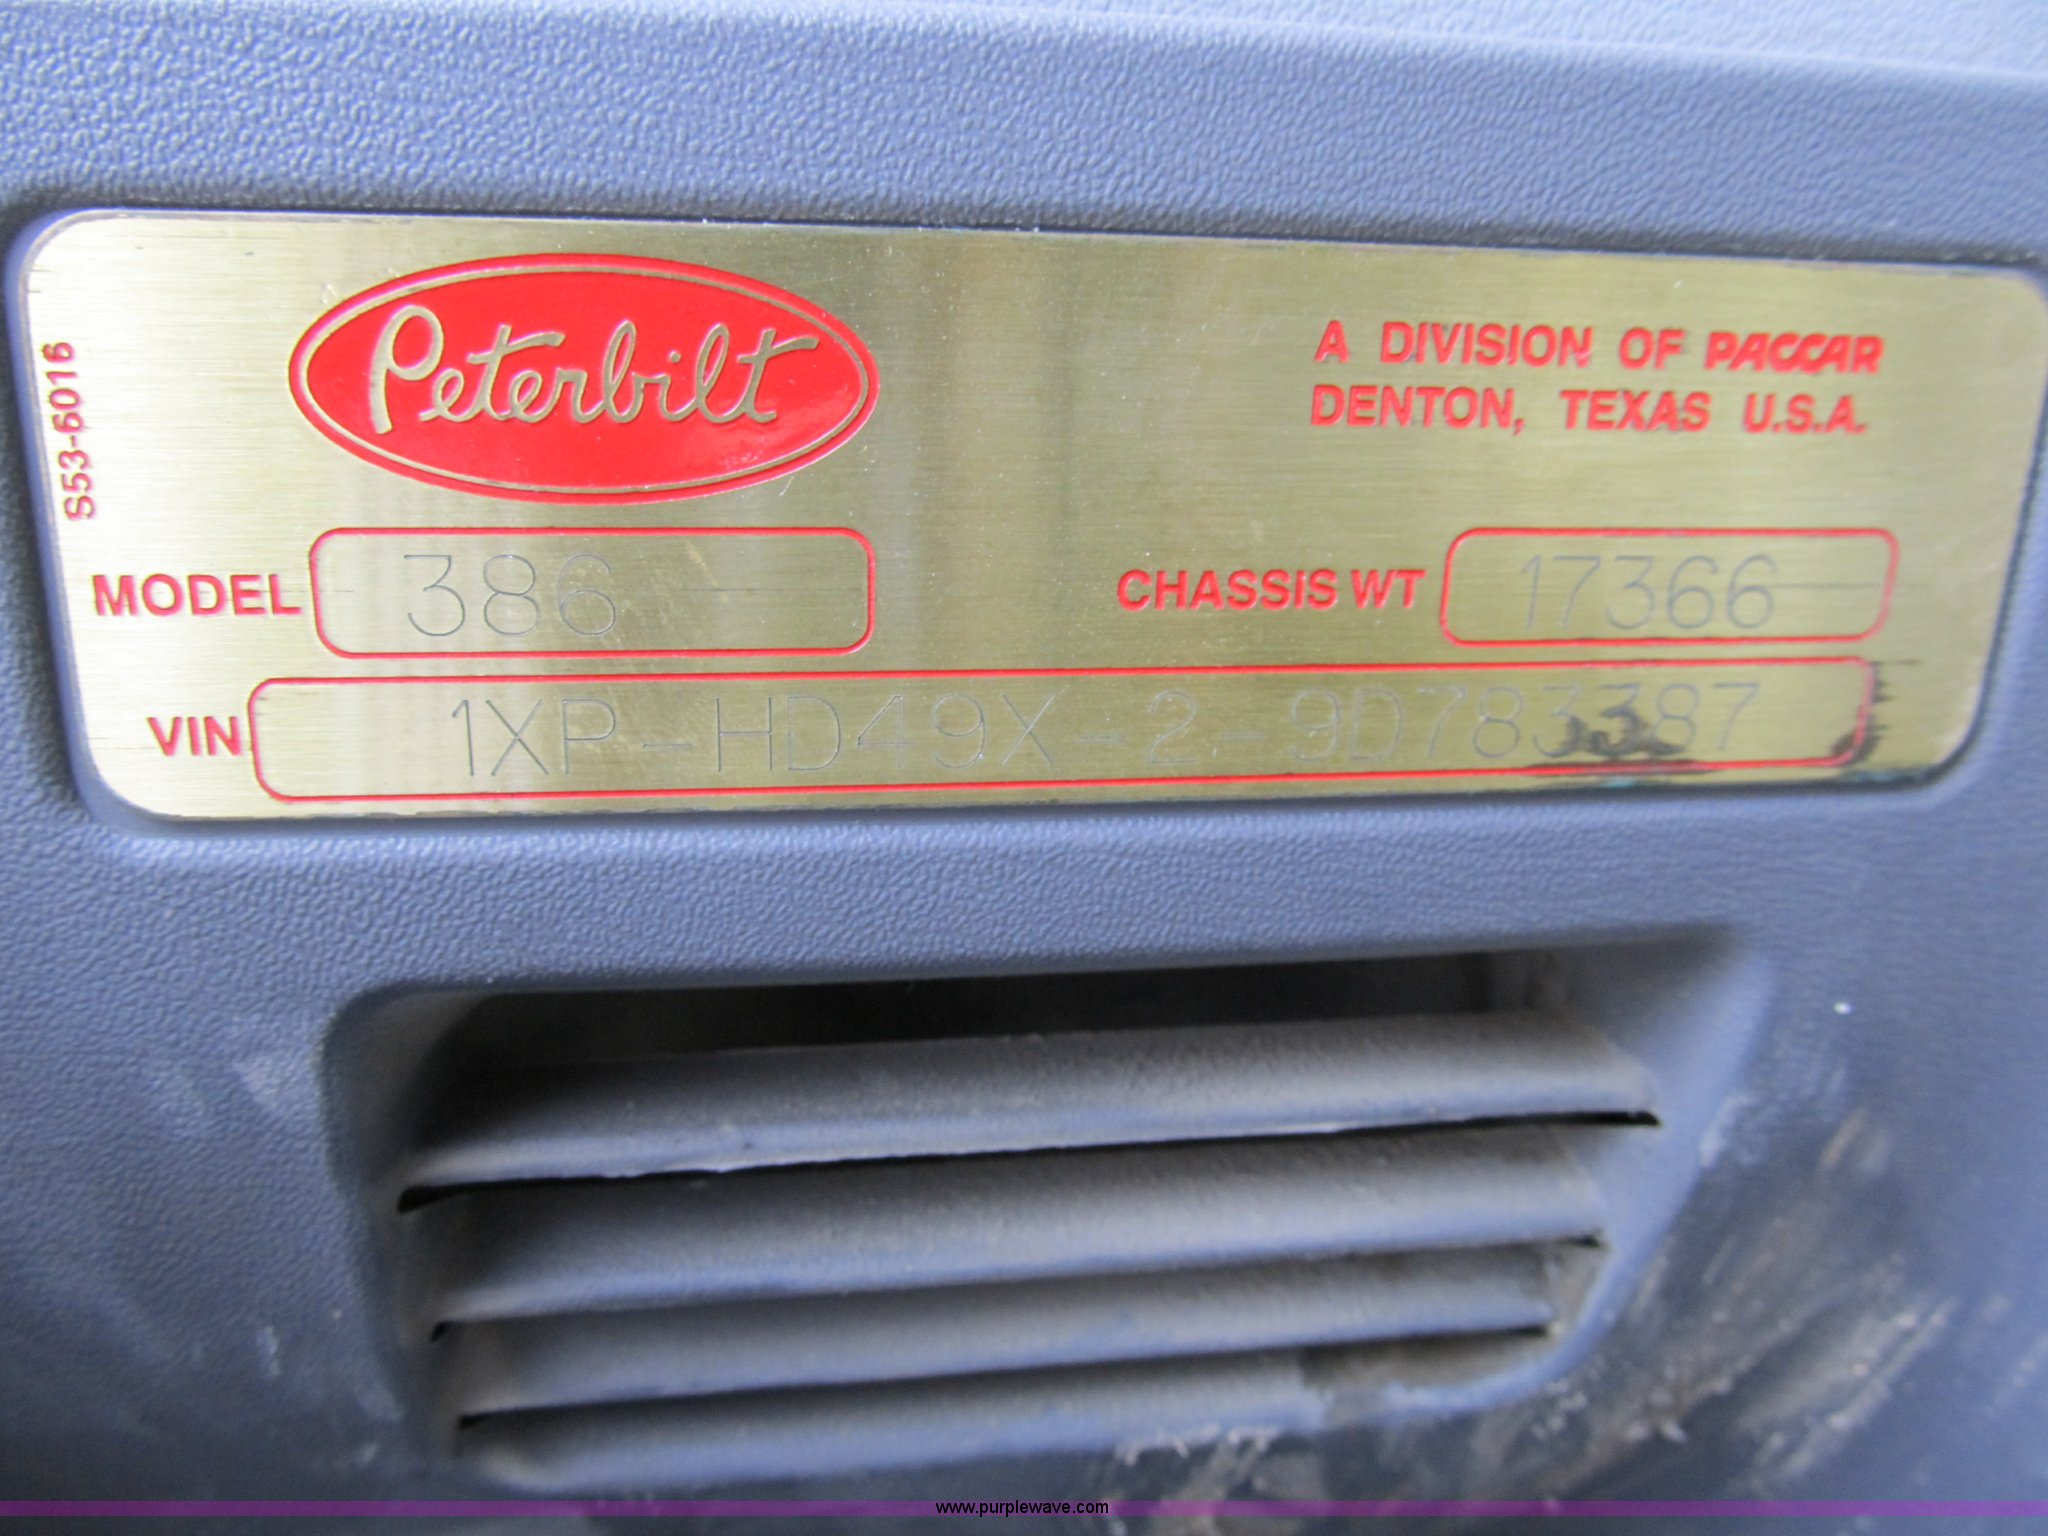 Peterbilt
A DIVISION OF PACCAR
DENTON, TEXAS U.S.A.
S53-6016
MODEL 386
CHASSIS WT 17366
VIN 1XP-HD49X-2-9D783387
www.purplewave.com